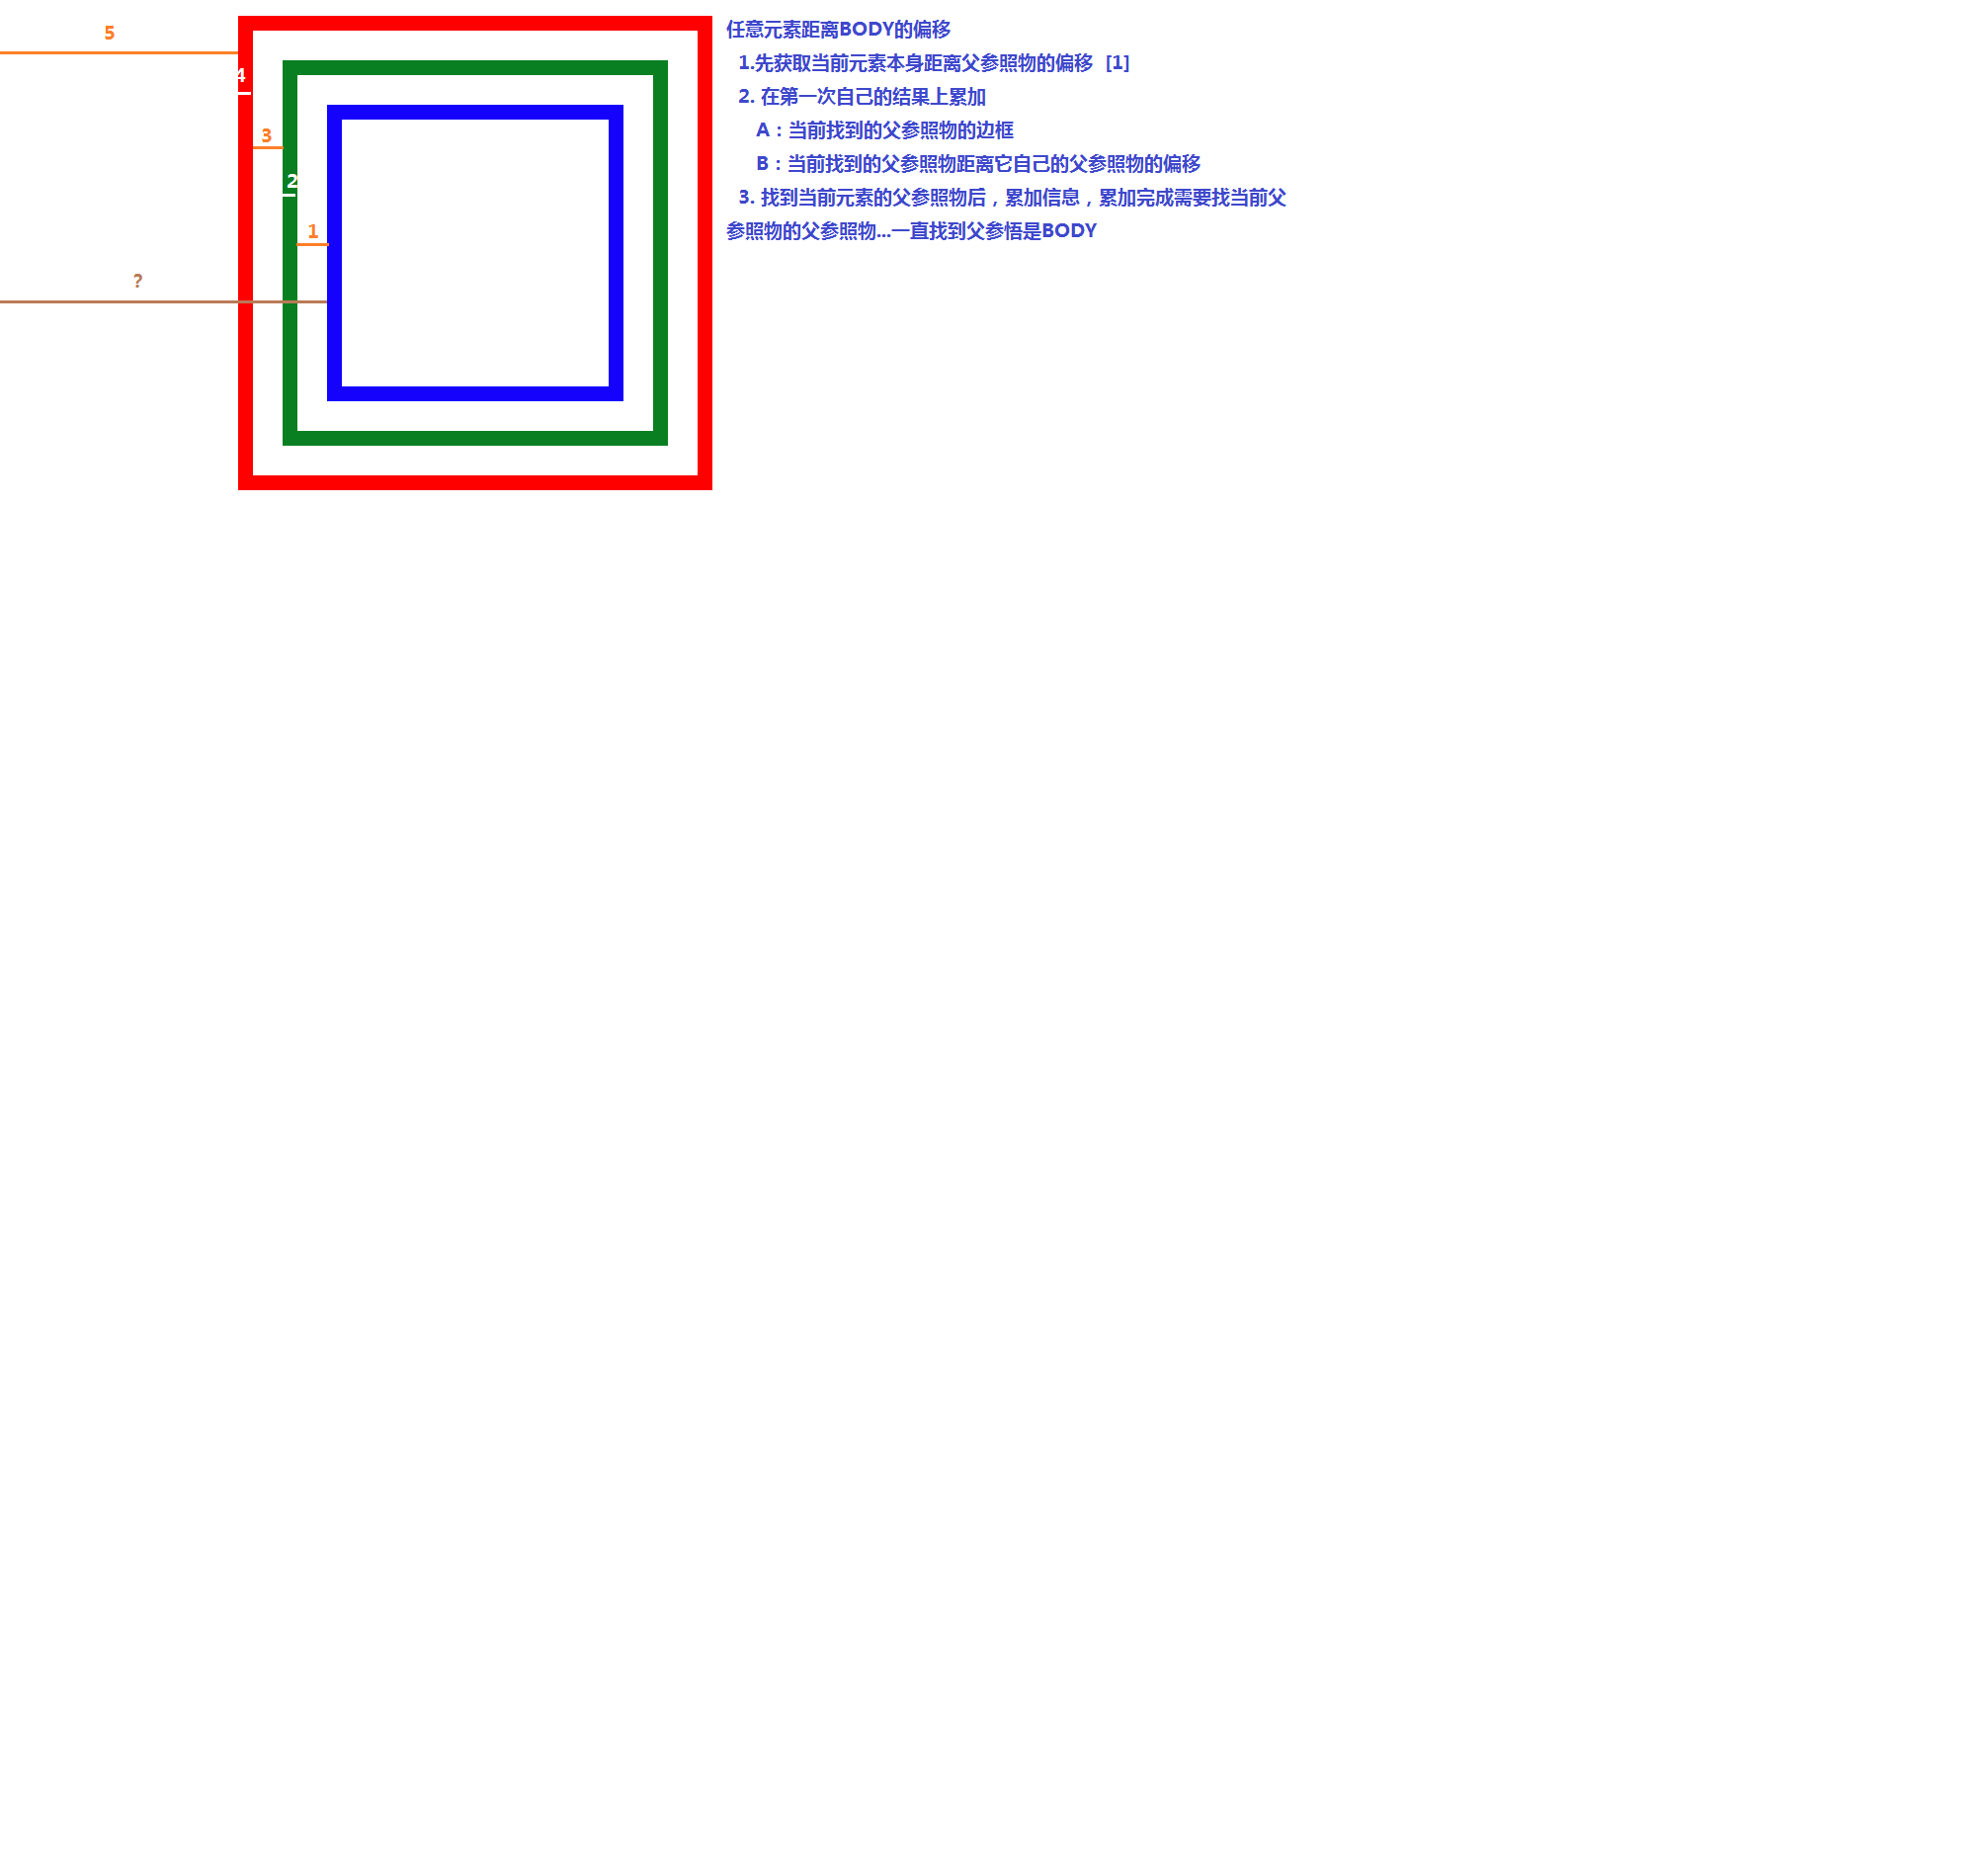 5
任意元素距离BODY的偏移
1.先获取当前元素本身距离父参照物的偏移 [1]
4
2. 在第一次自己的结果上累加
3
A：当前找到的父参照物的边框
B：当前找到的父参照物距离它自己的父参照物的偏移
2
3. 找到当前元素的父参照物后，累加信息，累加完成需要找当前父
1
参照物的父参照物...一直找到父参悟是BODY
?